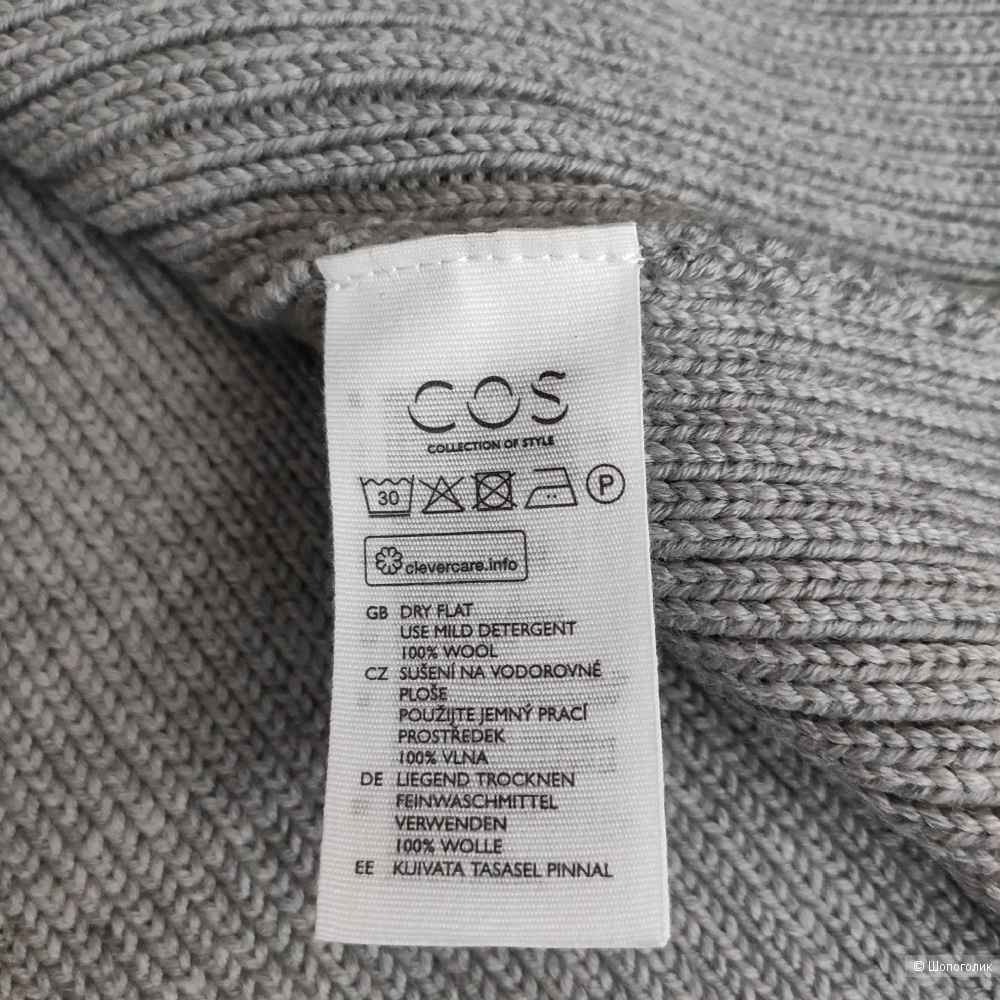 COS
COLLECTION OF STYLE
30 P
clevercare.info
GB DRY FLAT
USE MILD DETERGENT
100% WOOL
CZ SUŠENÍ NA VODOROVNÉ
PLOŠE
POUŽIJTE JEMNÝ PRACÍ
PROSTŘEDEK
100% VLNA
DE LIEGEND TROCKNEN
FEINWASCHMITTEL
VERWENDEN
100% WOLLE
EE KUIVATA TASASEL PINNAL
© Шопоголик